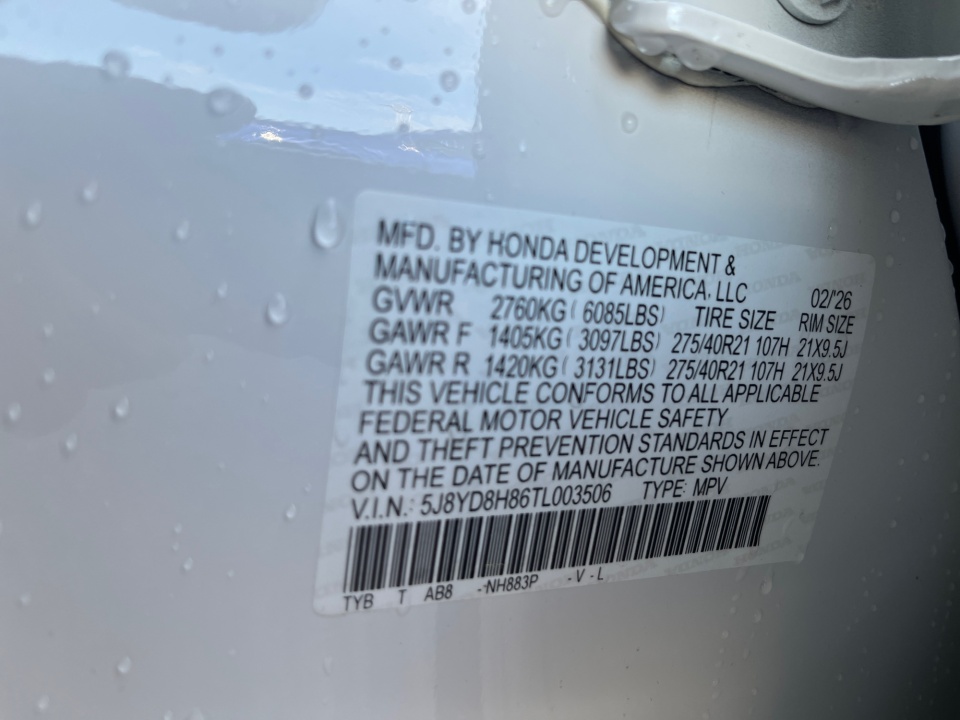 MFD. BY HONDA DEVELOPMENT &
MANUFACTURING OF AMERICA, LLC 02/'26
GVWR 2760KG ( 6085LBS) TIRE SIZE RIM SIZE
GAWR F 1405KG ( 3097LBS) 275/40R21 107H 21X9.5J
GAWR R 1420KG ( 3131LBS) 275/40R21 107H 21X9.5J
THIS VEHICLE CONFORMS TO ALL APPLICABLE
FEDERAL MOTOR VEHICLE SAFETY
AND THEFT PREVENTION STANDARDS IN EFFECT
ON THE DATE OF MANUFACTURE SHOWN ABOVE.
V.I.N.: 5J8YD8H86TL003506 TYPE: MPV
TYB T AB8 -NH883P -V -L